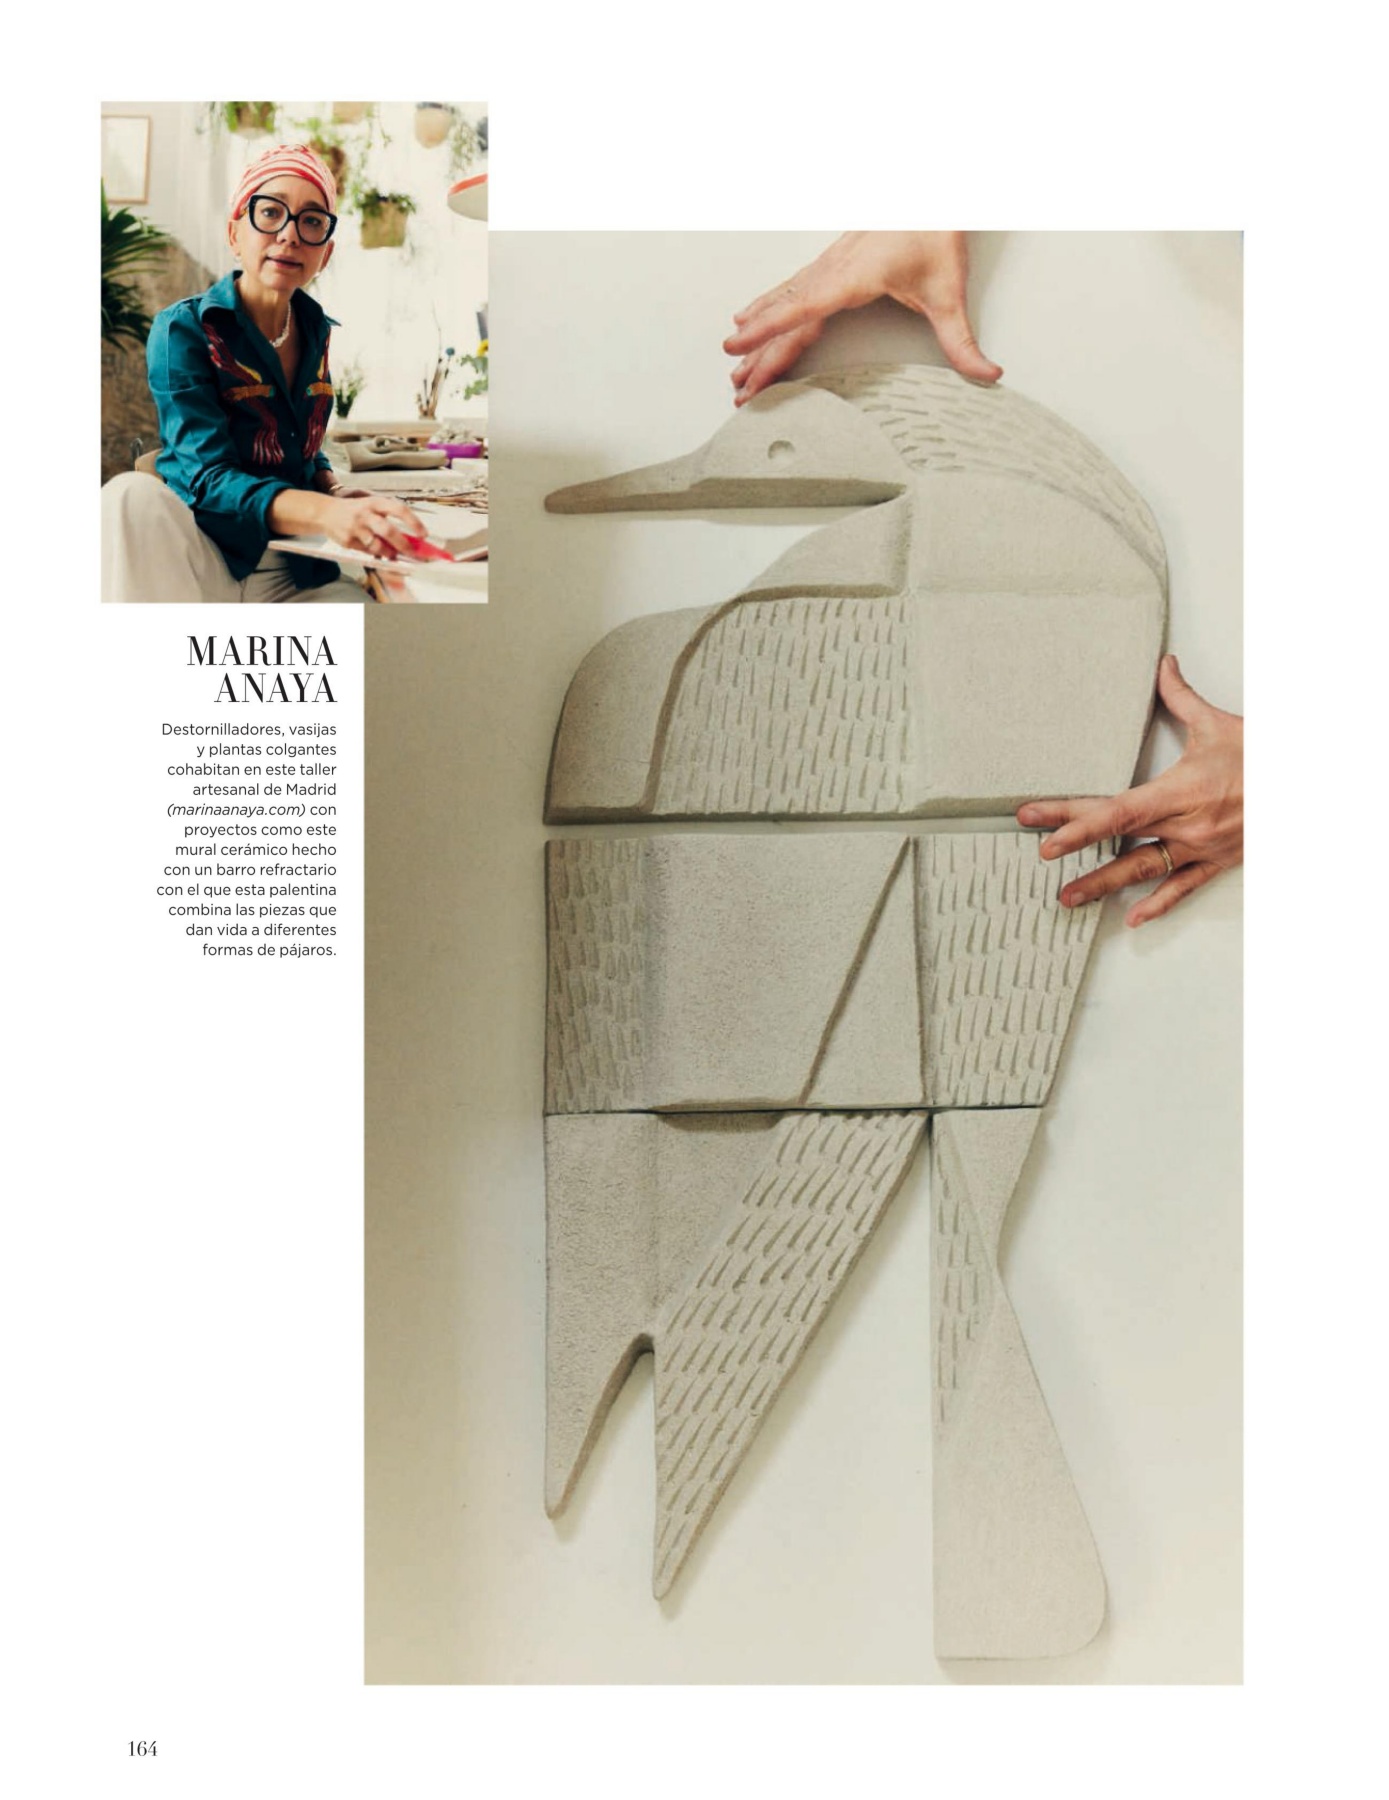 MARINA
ANAYA
Destornilladores, vasijas
y plantas colgantes
cohabitan en este taller
artesanal de Madrid
(marinaanaya.com) con
proyectos como este
mural cerámico hecho
con un barro refractario
con el que esta palentina
combina las piezas que
dan vida a diferentes
formas de pájaros.
164